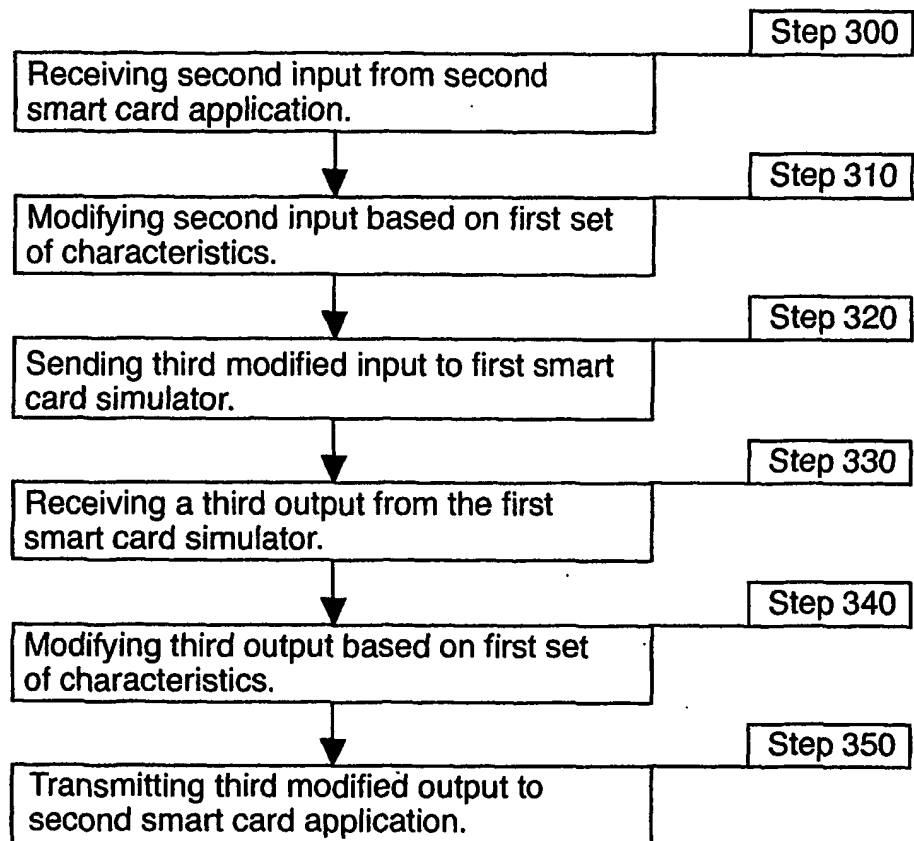 Step 300
Receiving second input from second
smart card application.
Step 310
Modifying second input based on first set
of characteristics.
Step 320
Sending third modified input to first smart
card simulator.
Step 330
Receiving a third output from the first
smart card simulator.
Step 340
Modifying third output based on first set
of characteristics.
Step 350
Transmitting third modified output to
second smart card application.